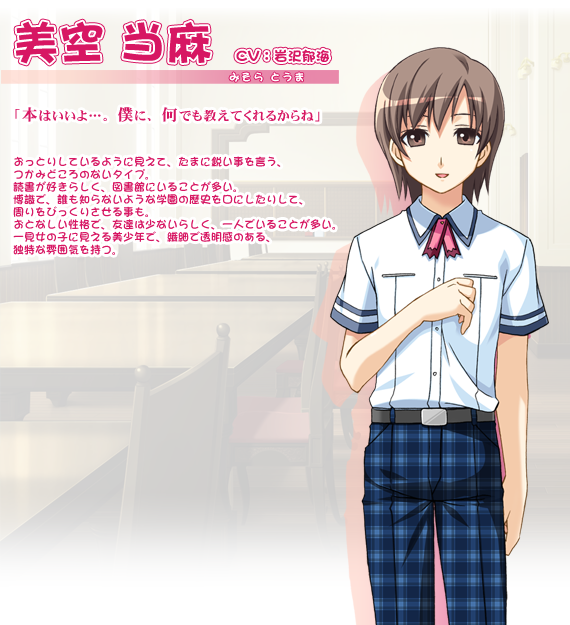 美空 当麻 CV:岩沢郁海
みそら とうま
「本はいいよ…。僕に、何でも教えてくれるからね」
おっとりしているように見えて、たまに鋭い事を言う、
つかみどころのないタイプ。
読書が好きらしく、図書館にいることが多い。
博識で、誰も知らないような学園の歴史を口にしたりして、
周りをびっくりさせる事も。
おとなしい性格で、友達は少ないらしく、一人でいることが多い。
一見女の子に見える美少年で、繊細で透明感のある、
独特な雰囲気を持つ。